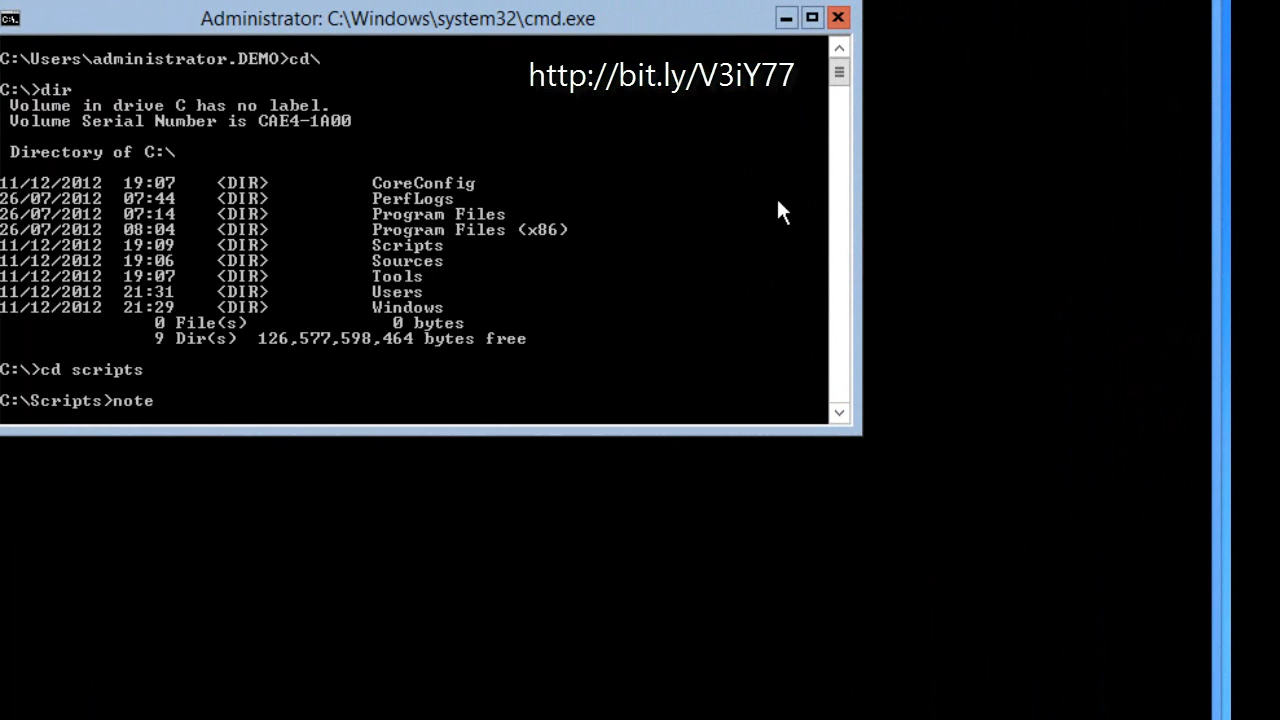 Administrator: C:\Windows\system32\cmd.exe
C:\Users\administrator.DEMO>cd\
http://bit.ly/V3iY77
C:\>dir
Volume in drive C has no label.
Volume Serial Number is CAE4-1A00
Directory of C:\
11/12/2012 19:07 <DIR> CoreConfig
26/07/2012 07:44 <DIR> PerfLogs
26/07/2012 07:14 <DIR> Program Files
26/07/2012 08:04 <DIR> Program Files (x86)
11/12/2012 19:09 <DIR> Scripts
11/12/2012 19:06 <DIR> Sources
11/12/2012 19:07 <DIR> Tools
11/12/2012 21:31 <DIR> Users
11/12/2012 21:29 <DIR> Windows
0 File(s) 0 bytes
9 Dir(s) 126,577,598,464 bytes free
C:\>cd scripts
C:\Scripts>note